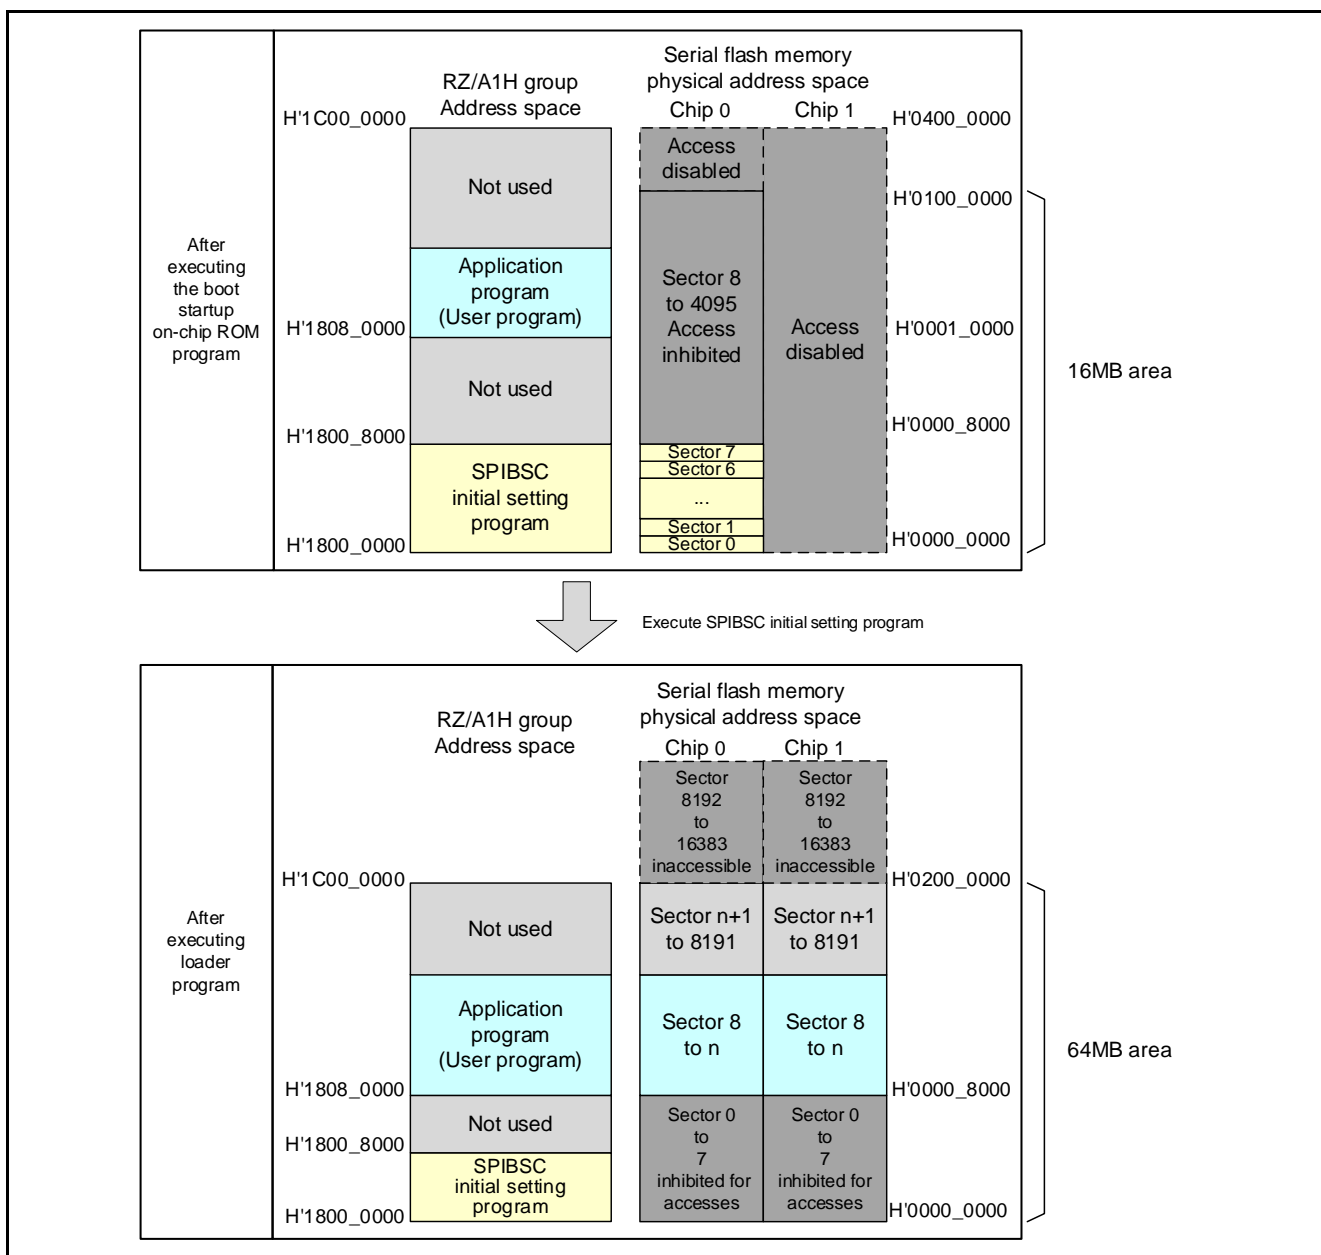 After
executing
the boot
startup
on-chip ROM
program
RZ/A1H group
Address space
H'1C00_0000
H'1808_0000
H'1800_8000
H'1800_0000
Not used
Application
program
(User program)
Not used
SPIBSC
initial setting
program
Serial flash memory
physical address space
Chip 0
Chip 1
Access
disabled
Sector 8
to 4095
Access
inhibited
Sector 7
Sector 6
...
Sector 1
Sector 0
Access
disabled
H'0400_0000
H'0100_0000
H'0001_0000
H'0000_8000
H'0000_0000
16MB area
Execute SPIBSC initial setting program
After
executing
loader
program
RZ/A1H group
Address space
H'1C00_0000
H'1808_0000
H'1800_8000
H'1800_0000
Not used
Application
program
(User program)
Not used
SPIBSC
initial setting
program
Serial flash memory
physical address space
Chip 0
Chip 1
Sector
8192
to
16383
inaccessible
Sector
8192
to
16383
inaccessible
Sector n+1
to 8191
Sector n+1
to 8191
Sector 8
to n
Sector 8
to n
Sector 0
to
7
inhibited for
accesses
Sector 0
to
7
inhibited for
accesses
H'0200_0000
H'0000_8000
H'0000_0000
64MB area